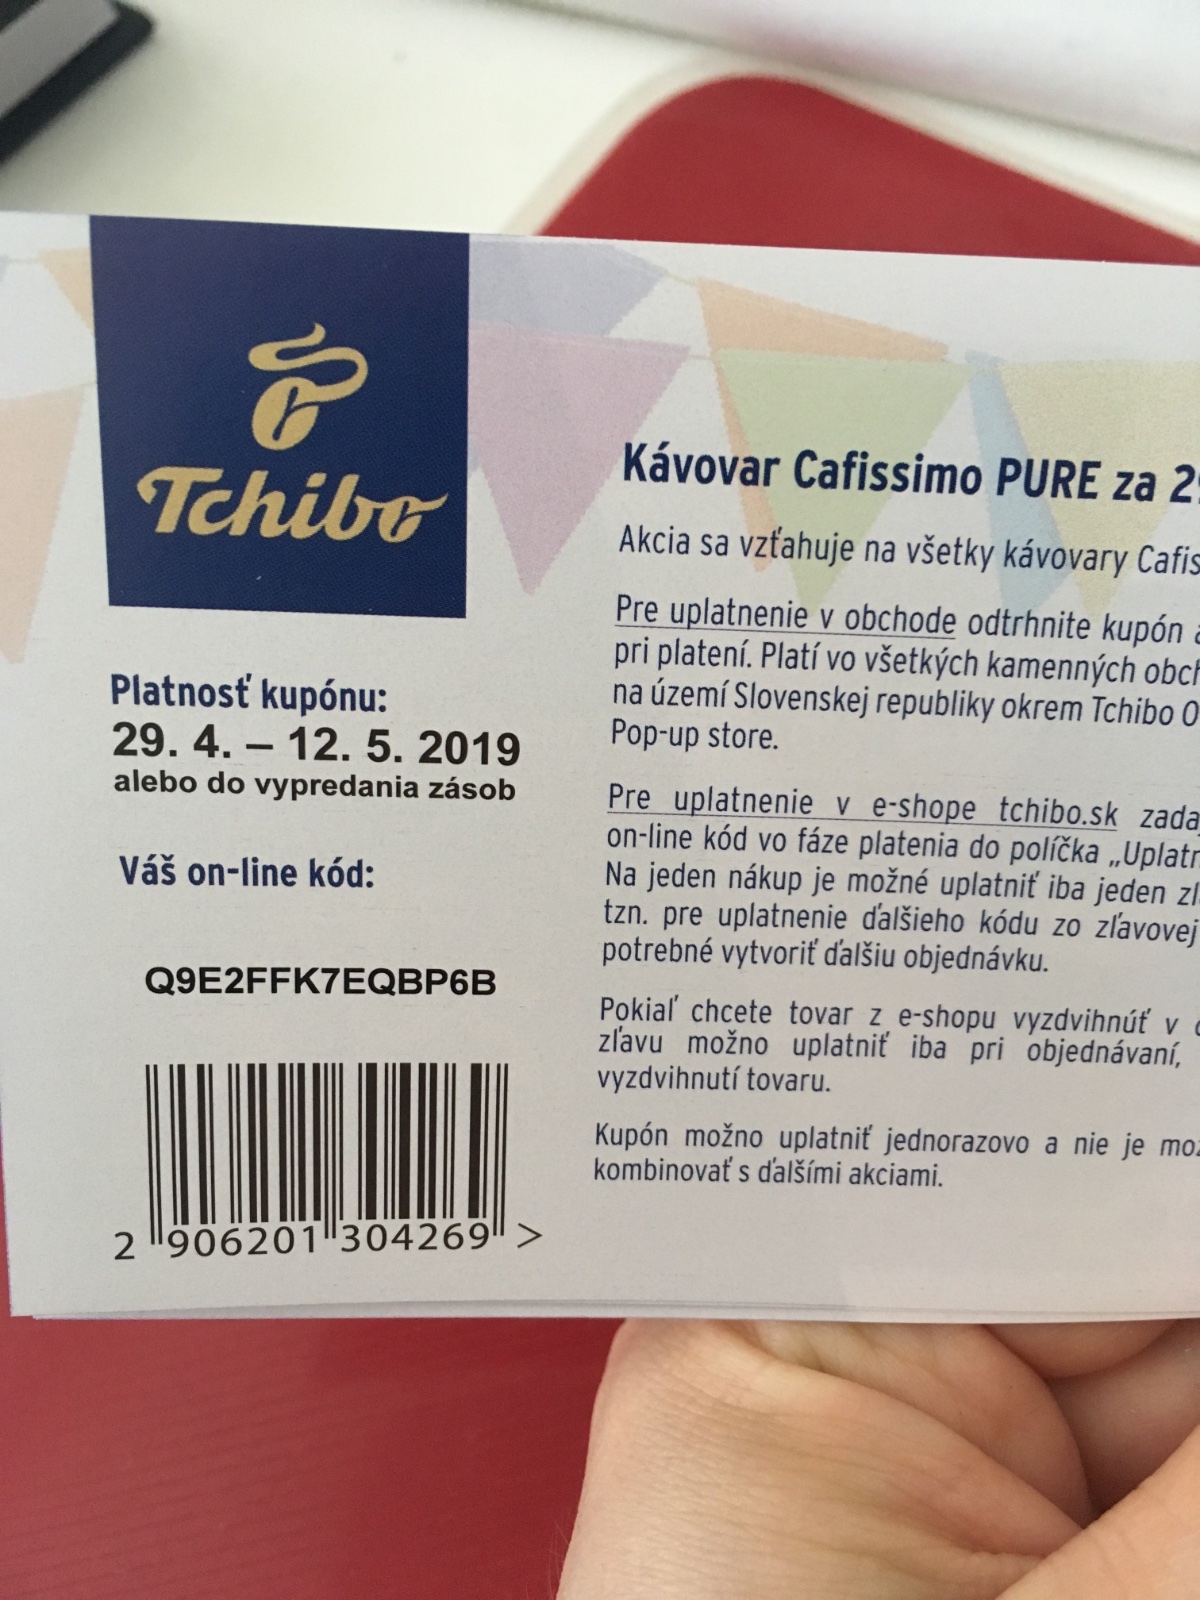 Tchibo
Platnosť kupónu:
29. 4. – 12. 5. 2019
alebo do vypredania zásob
Váš on-line kód:
Q9E2FFK7EQBP6B
2 906201 304269 >
Kávovar Cafissimo PURE za
Akcia sa vzťahuje na všetky kávovary
Pre uplatnenie v obchode odtrhnite kupón
pri platení. Platí vo všetkých kamenných
na území Slovenskej republiky okrem Tchibo
Pop-up store.
Pre uplatnenie v e-shope tchibo.sk
on-line kód vo fáze platenia do políčka
Na jeden nákup je možné uplatniť iba jeden
tzn. pre uplatnenie ďalšieho kódu zo zľavovej
potrebné vytvoriť ďalšiu objednávku.
Pokiaľ chcete tovar z e-shopu vyzdvihnúť v
zľavu možno uplatniť iba pri objednávaní,
vyzdvihnutí tovaru.
Kupón možno uplatniť jednorazovo a nie je
kombinovať s ďalšími akciami.